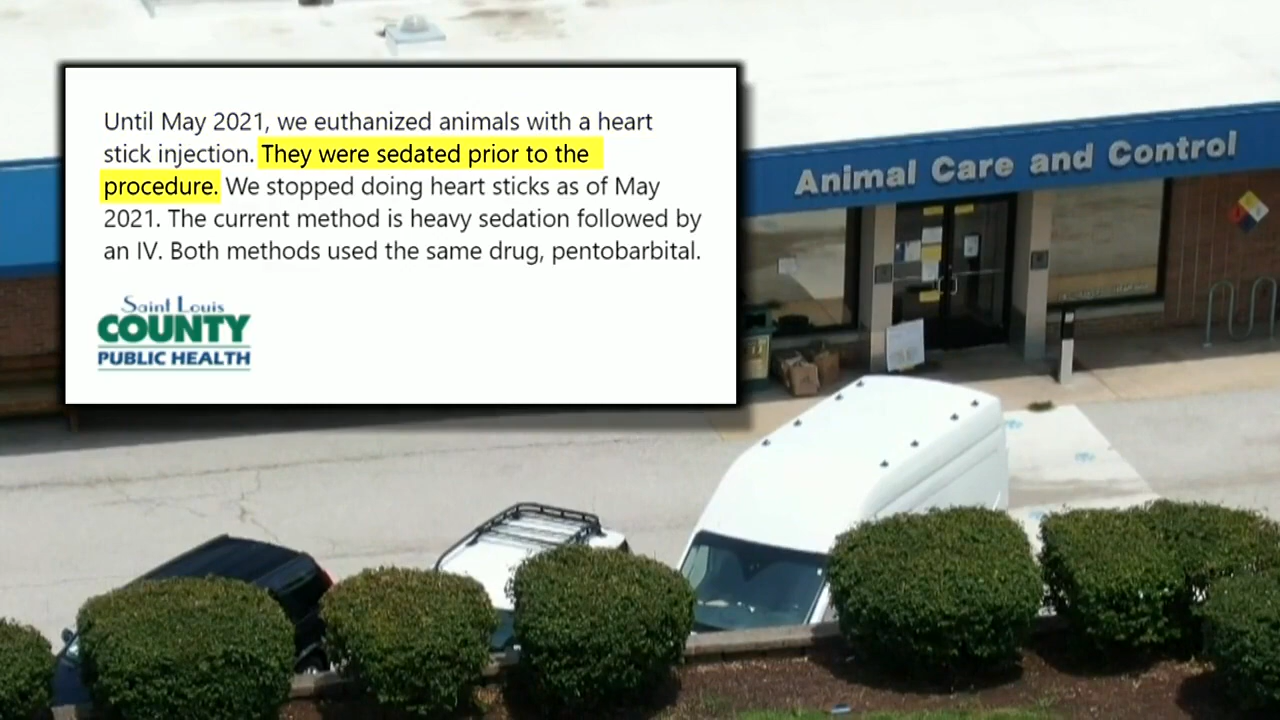 Until May 2021, we euthanized animals with a heart
stick injection. They were sedated prior to the
procedure. We stopped doing heart sticks as of May
2021. The current method is heavy sedation followed by
an IV. Both methods used the same drug, pentobarbital.
Saint Louis
COUNTY
PUBLIC HEALTH
Animal Care and Control